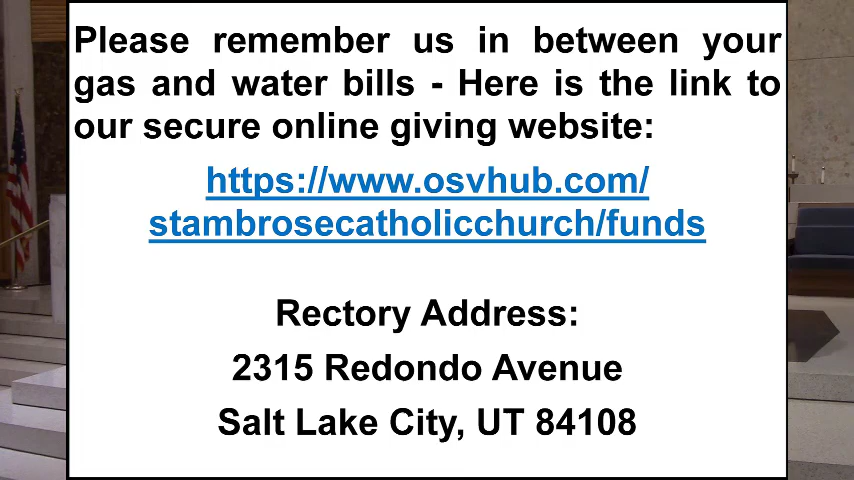 Please remember us in between your
gas and water bills - Here is the link to
our secure online giving website:
https://www.osvhub.com/
stambrosecatholicchurch/funds
Rectory Address:
2315 Redondo Avenue
Salt Lake City, UT 84108